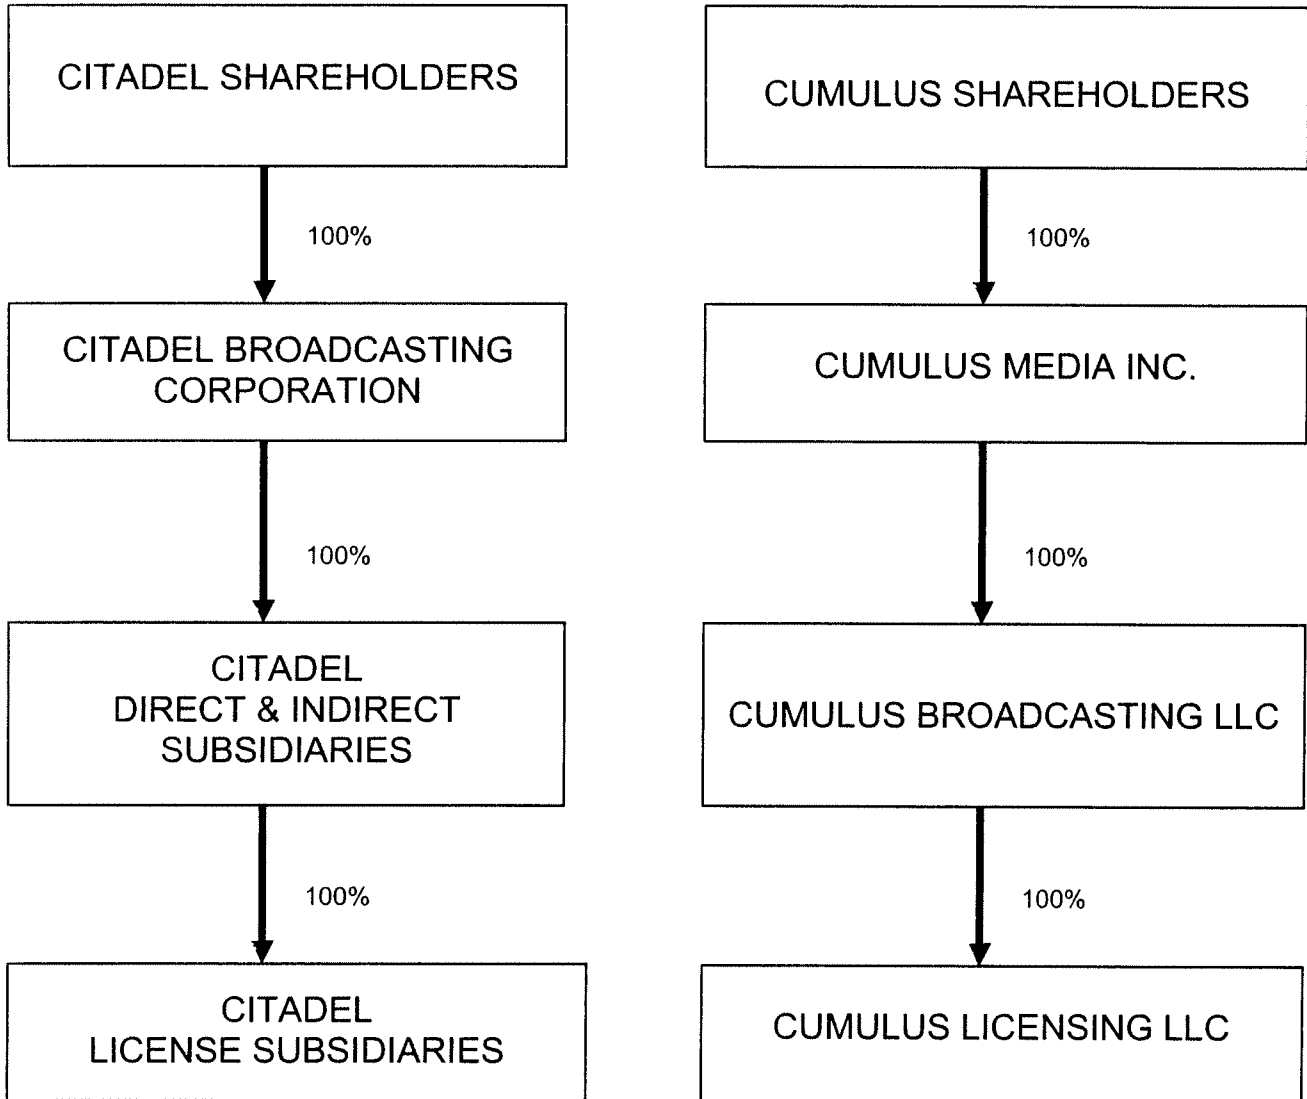 CITADEL SHAREHOLDERS
100%
CITADEL BROADCASTING
CORPORATION
100%
CITADEL
DIRECT & INDIRECT
SUBSIDIARIES
100%
CITADEL
LICENSE SUBSIDIARIES
CUMULUS SHAREHOLDERS
100%
CUMULUS MEDIA INC.
100%
CUMULUS BROADCASTING LLC
100%
CUMULUS LICENSING LLC